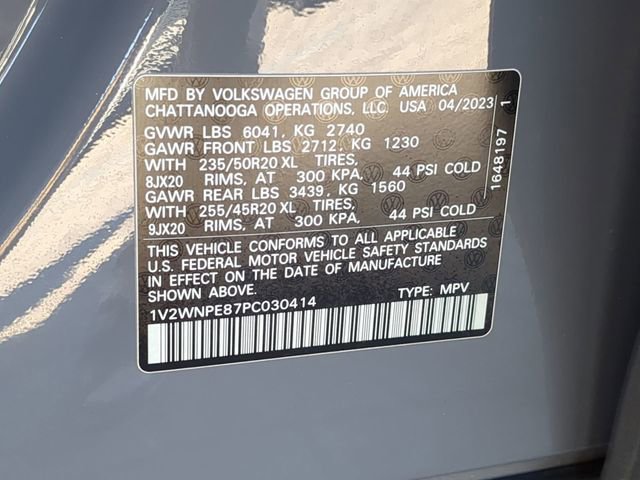 MFD BY VOLKSWAGEN GROUP OF AMERICA
CHATTANOOGA OPERATIONS, LLC. USA 04/2023
GVWR LBS 6041, KG 2740
GAWR FRONT LBS 2712, KG 1230
WITH 235/50R20 XL TIRES,
8JX20 RIMS, AT 300 KPA, 44 PSI COLD
GAWR REAR LBS 3439, KG 1560
WITH 255/45R20 XL TIRES,
9JX20 RIMS, AT 300 KPA, 44 PSI COLD
THIS VEHICLE CONFORMS TO ALL APPLICABLE
U.S. FEDERAL MOTOR VEHICLE SAFETY STANDARDS
IN EFFECT ON THE DATE OF MANUFACTURE
SHOWN ABOVE.
1V2WNPE87PC030414 TYPE: MPV
1648197 1